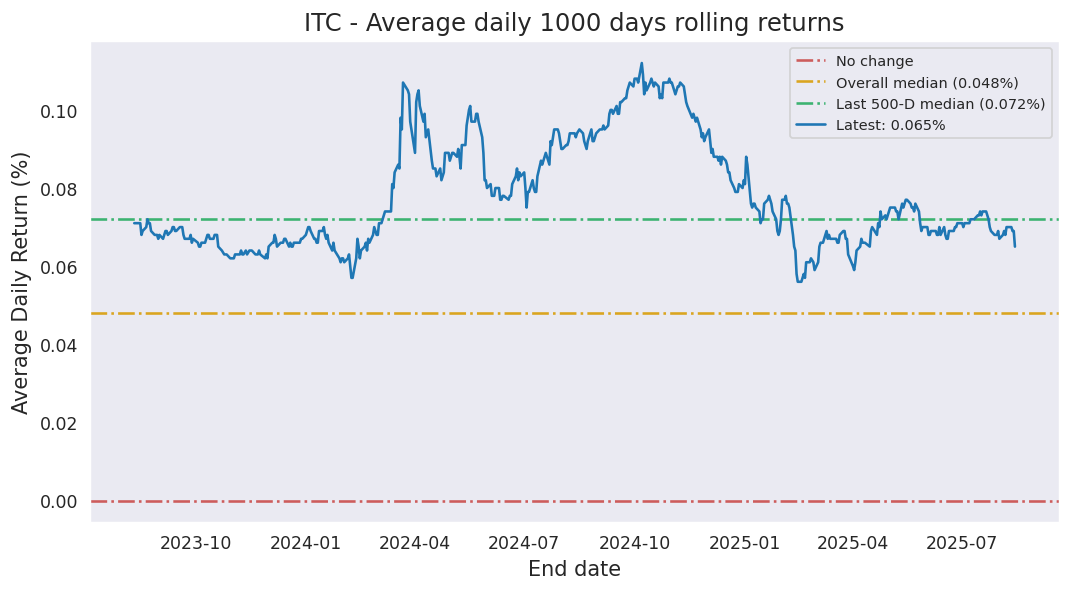 ITC - Average daily 1000 days rolling returns
No change
Overall median (0.048%)
Last 500-D median (0.072%)
Latest: 0.065%
Average Daily Return (%)
0.10
0.08
0.06
0.04
0.02
0.00
2023-10 2024-01 2024-04 2024-07 2024-10 2025-01 2025-04 2025-07
End date